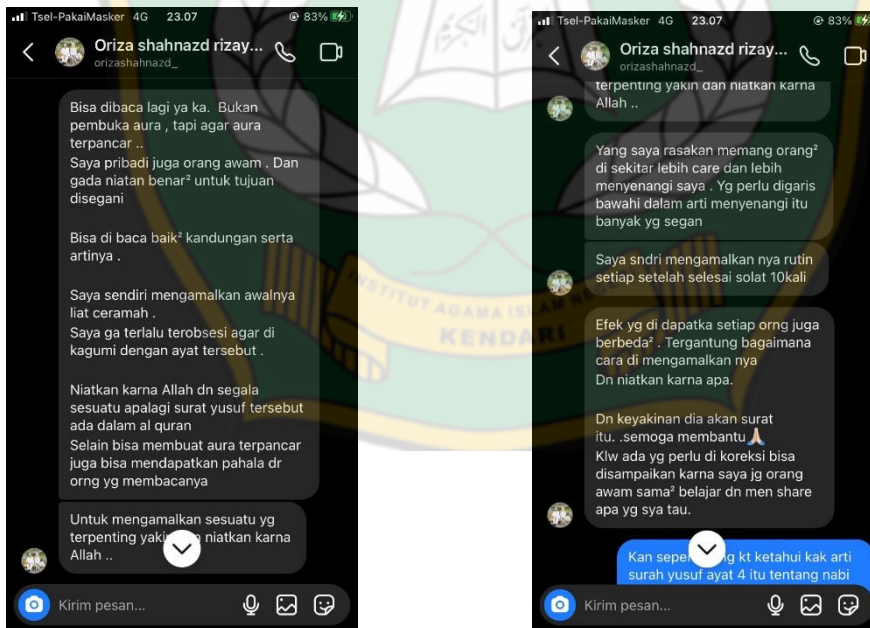 Tsel-PakaiMasker 4G 23.07 83%
Oriza shahnazd rizay...
orizashahnazd_
Bisa dibaca lagi ya ka. Bukan
pembuka aura , tapi agar aura
terpancar ..
Saya pribadi juga orang awam . Dan
gada niatan benar² untuk tujuan
disegani
Bisa di baca baik² kandungan serta
artinya .
Saya sendiri mengamalkan awalnya
liat ceramah .
Saya ga terlalu terobsesi agar di
kagumi dengan ayat tersebut .
Niatkan karna Allah dn segala
sesuatu apalagi surat yusuf tersebut
ada dalam al quran
Selain bisa membuat aura terpancar
juga bisa mendapatkan pahala dr
orng yg membacanya
Untuk mengamalkan sesuatu yg
terpenting niatkan karna
Allah ..
Kirim pesan...
Tsel-PakaiMasker 4G 23.07 83%
Oriza shahnazd rizay...
orizashahnazd_
terpenting yakin dan niatkan karna
Allah ..
Yang saya rasakan memang orang²
di sekitar lebih care dan lebih
menyenangi saya . Yg perlu digaris
bawahi dalam arti menyenangi itu
banyak yg segan
Saya sndri mengamalkan nya rutin
setiap setelah selesai solat 10kali
Efek yg di dapatka setiap orng juga
berbeda² . Tergantung bagaimana
cara di mengamalkan nya
Dn niatkan karna apa.
Dn keyakinan dia akan surat
itu. .semoga membantu🙏🏻
Klw ada yg perlu di koreksi bisa
disampaikan karna saya jg orang
awam sama² belajar dn men share
apa yg sya tau.
Kan kt ketahui kak arti
surah yusuf ayat 4 itu tentang nabi
Kirim pesan...
INSTITUT AGAMA ISLAM
KENDARI